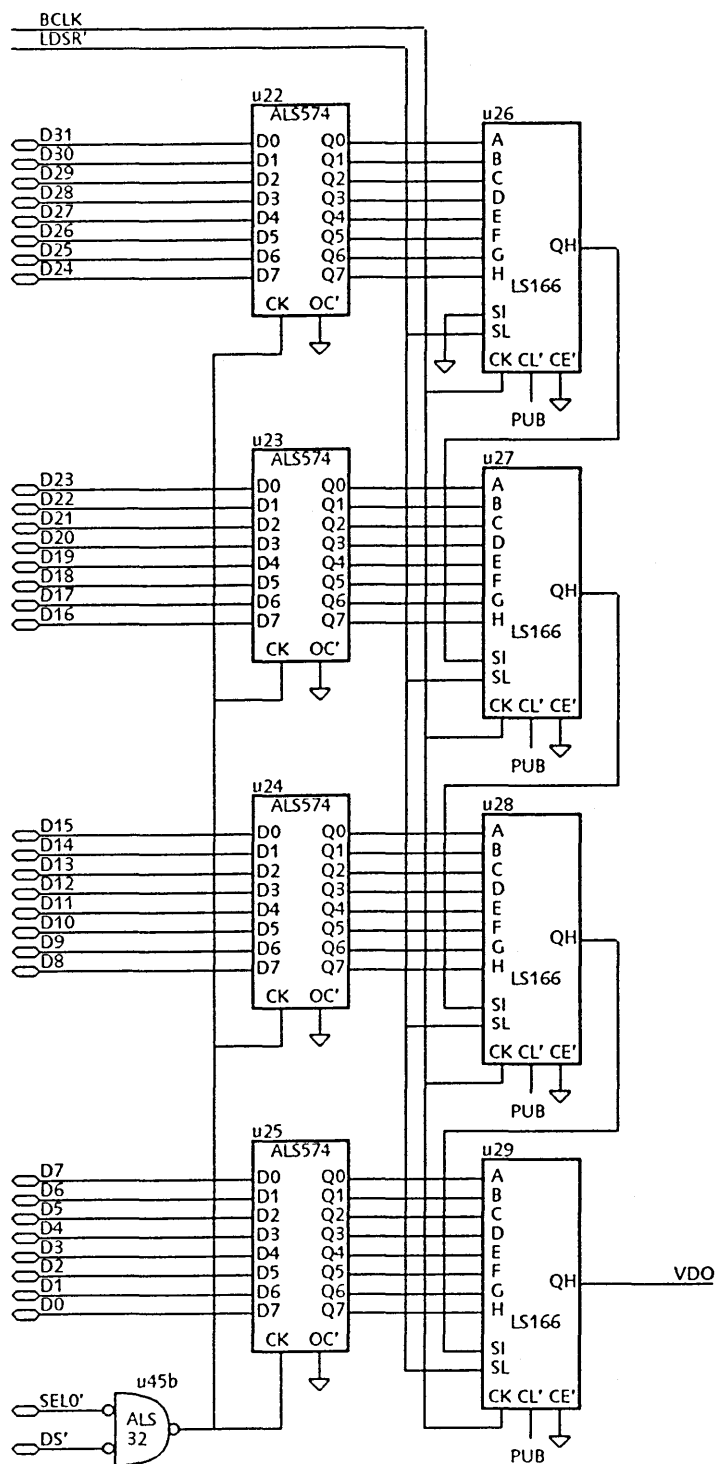 BCLK
LDSR'
u22
ALS574
D31 D0 Q0
D30 D1 Q1
D29 D2 Q2
D28 D3 Q3
D27 D4 Q4
D26 D5 Q5
D25 D6 Q6
D24 D7 Q7
CK OC'
u26
A
B
C
D
E
F
QH
G
H
LS166
SI
SL
CK CL' CE'
PUB
u23
ALS574
D23 D0 Q0
D22 D1 Q1
D21 D2 Q2
D20 D3 Q3
D19 D4 Q4
D18 D5 Q5
D17 D6 Q6
D16 D7 Q7
CK OC'
u27
A
B
C
D
E
F
QH
G
H
LS166
SI
SL
CK CL' CE'
PUB
u24
ALS574
D15 D0 Q0
D14 D1 Q1
D13 D2 Q2
D12 D3 Q3
D11 D4 Q4
D10 D5 Q5
D9 D6 Q6
D8 D7 Q7
CK OC'
u28
A
B
C
D
E
F
QH
G
H
LS166
SI
SL
CK CL' CE'
PUB
u25
ALS574
D7 D0 Q0
D6 D1 Q1
D5 D2 Q2
D4 D3 Q3
D3 D4 Q4
D2 D5 Q5
D1 D6 Q6
D0 D7 Q7
CK OC'
u29
A
B
C
D
E
F
QH VDO
G
H
LS166
SI
SL
CK CL' CE'
PUB
u45b
SEL0'
ALS
32
DS'